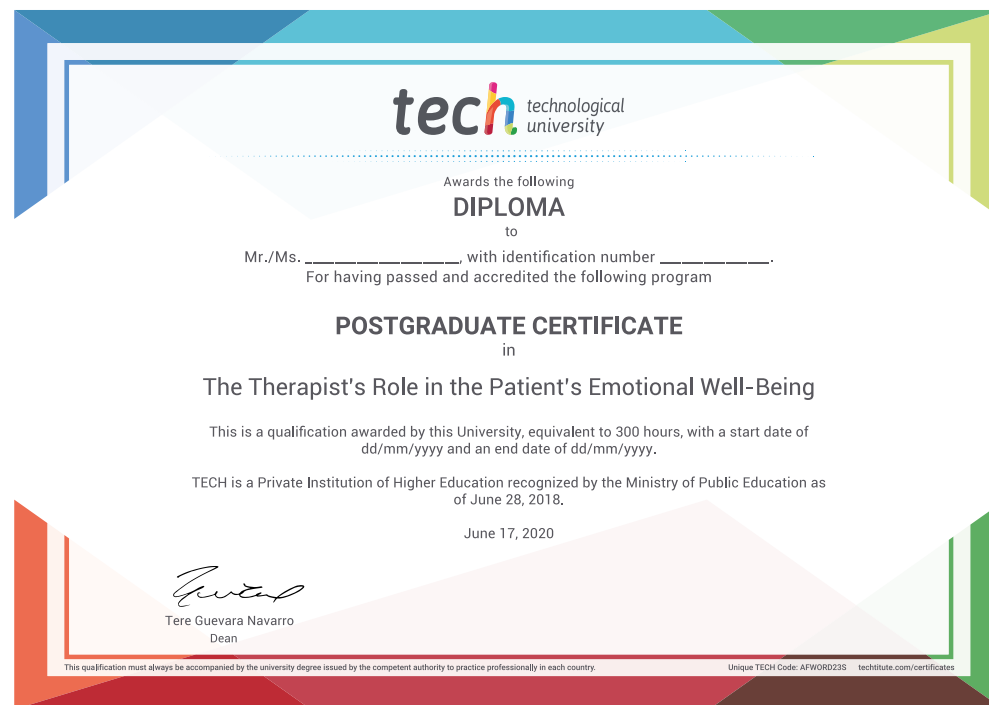 tech technological
university
Awards the following
DIPLOMA
to
Mr./Ms. __________________, with identification number _____________.
For having passed and accredited the following program
POSTGRADUATE CERTIFICATE
in
The Therapist's Role in the Patient's Emotional Well-Being
This is a qualification awarded by this University, equivalent to 300 hours, with a start date of
dd/mm/yyyy and an end date of dd/mm/yyyy.
TECH is a Private Institution of Higher Education recognized by the Ministry of Public Education as
of June 28, 2018.
June 17, 2020
Tere Guevara Navarro
Dean
This qualification must always be accompanied by the university degree issued by the competent authority to practice professionally in each country.
Unique TECH Code: AFWORD23S techtitute.com/certificates